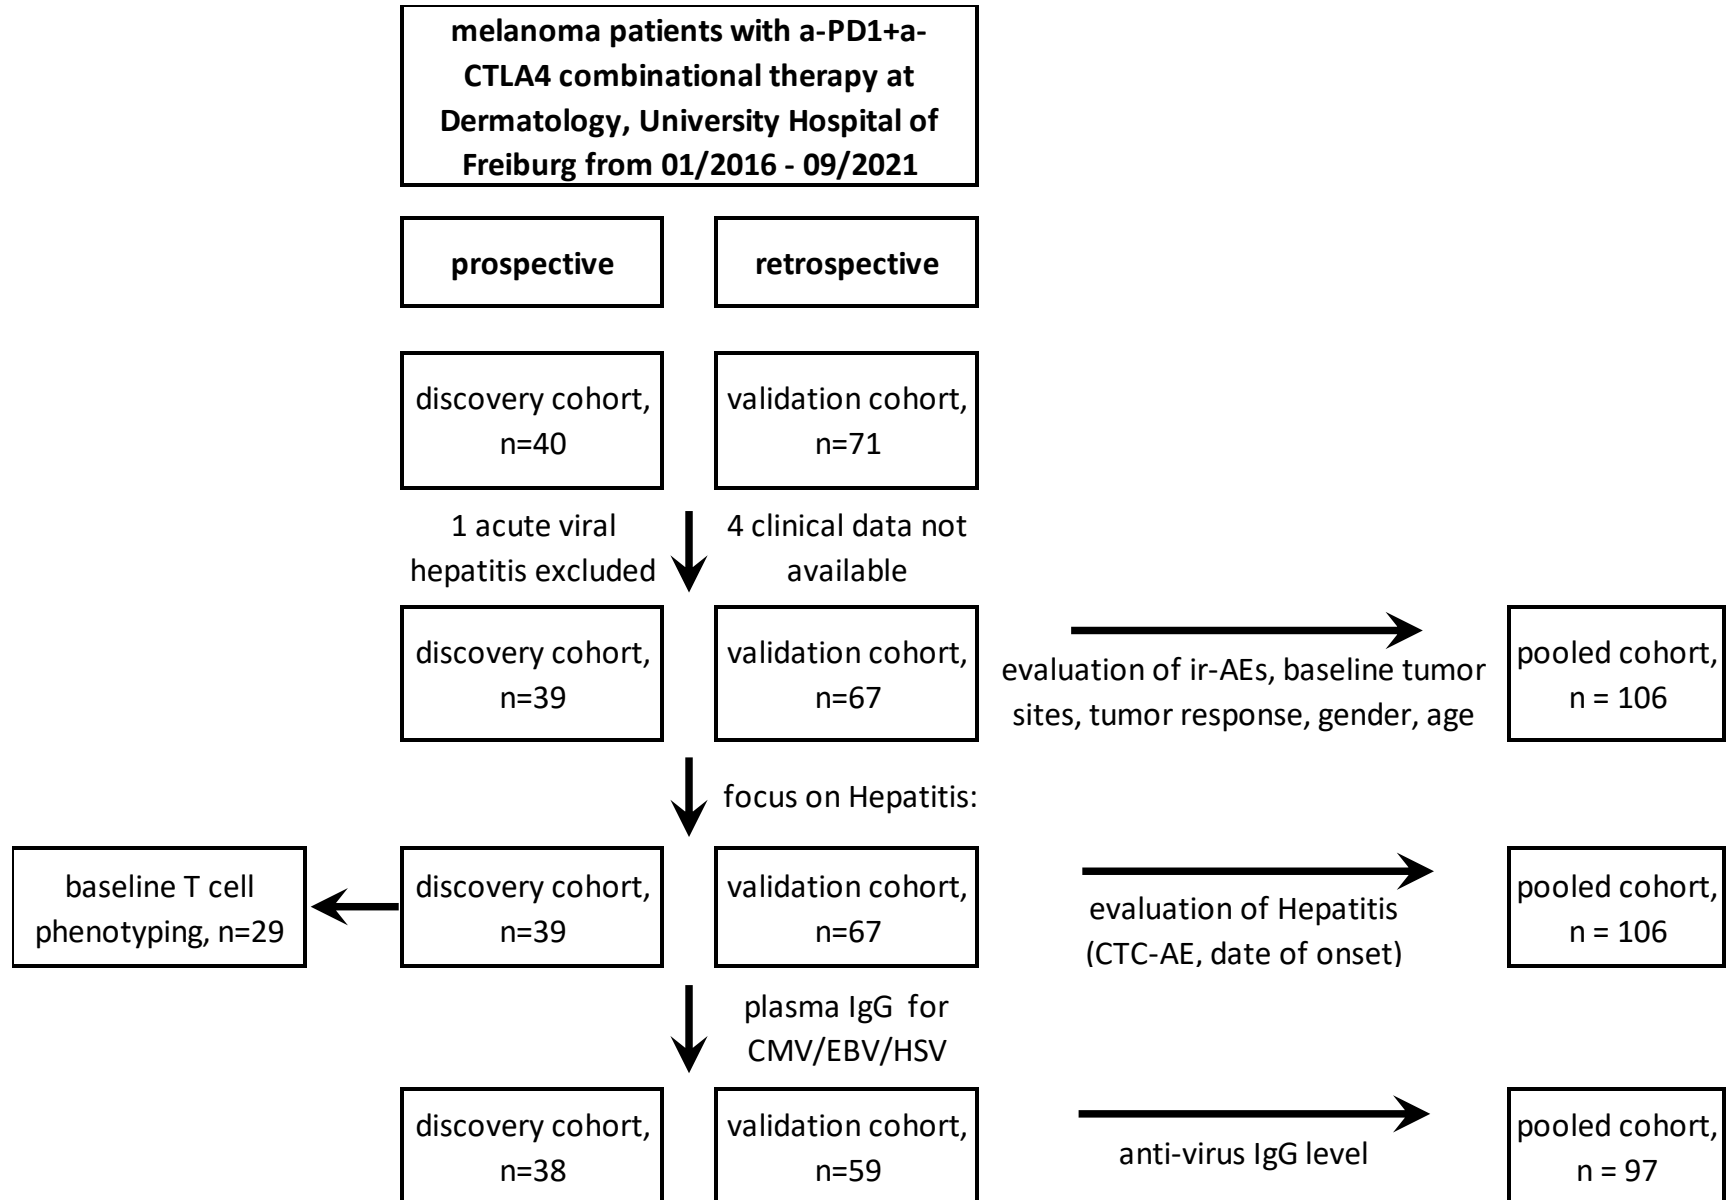 melanoma patients with a-PD1+a-
CTLA4 combinational therapy at
Dermatology, University Hospital of
Freiburg from 01/2016 - 09/2021
prospective
retrospective
discovery cohort,
n=40
validation cohort,
n=71
1 acute viral
hepatitis excluded
4 clinical data not
available
discovery cohort,
n=39
validation cohort,
n=67
evaluation of ir-AEs, baseline tumor
sites, tumor response, gender, age
pooled cohort,
n = 106
focus on Hepatitis:
baseline T cell
phenotyping, n=29
discovery cohort,
n=39
validation cohort,
n=67
evaluation of Hepatitis
(CTC-AE, date of onset)
pooled cohort,
n = 106
plasma IgG for
CMV/EBV/HSV
discovery cohort,
n=38
validation cohort,
n=59
anti-virus IgG level
pooled cohort,
n = 97